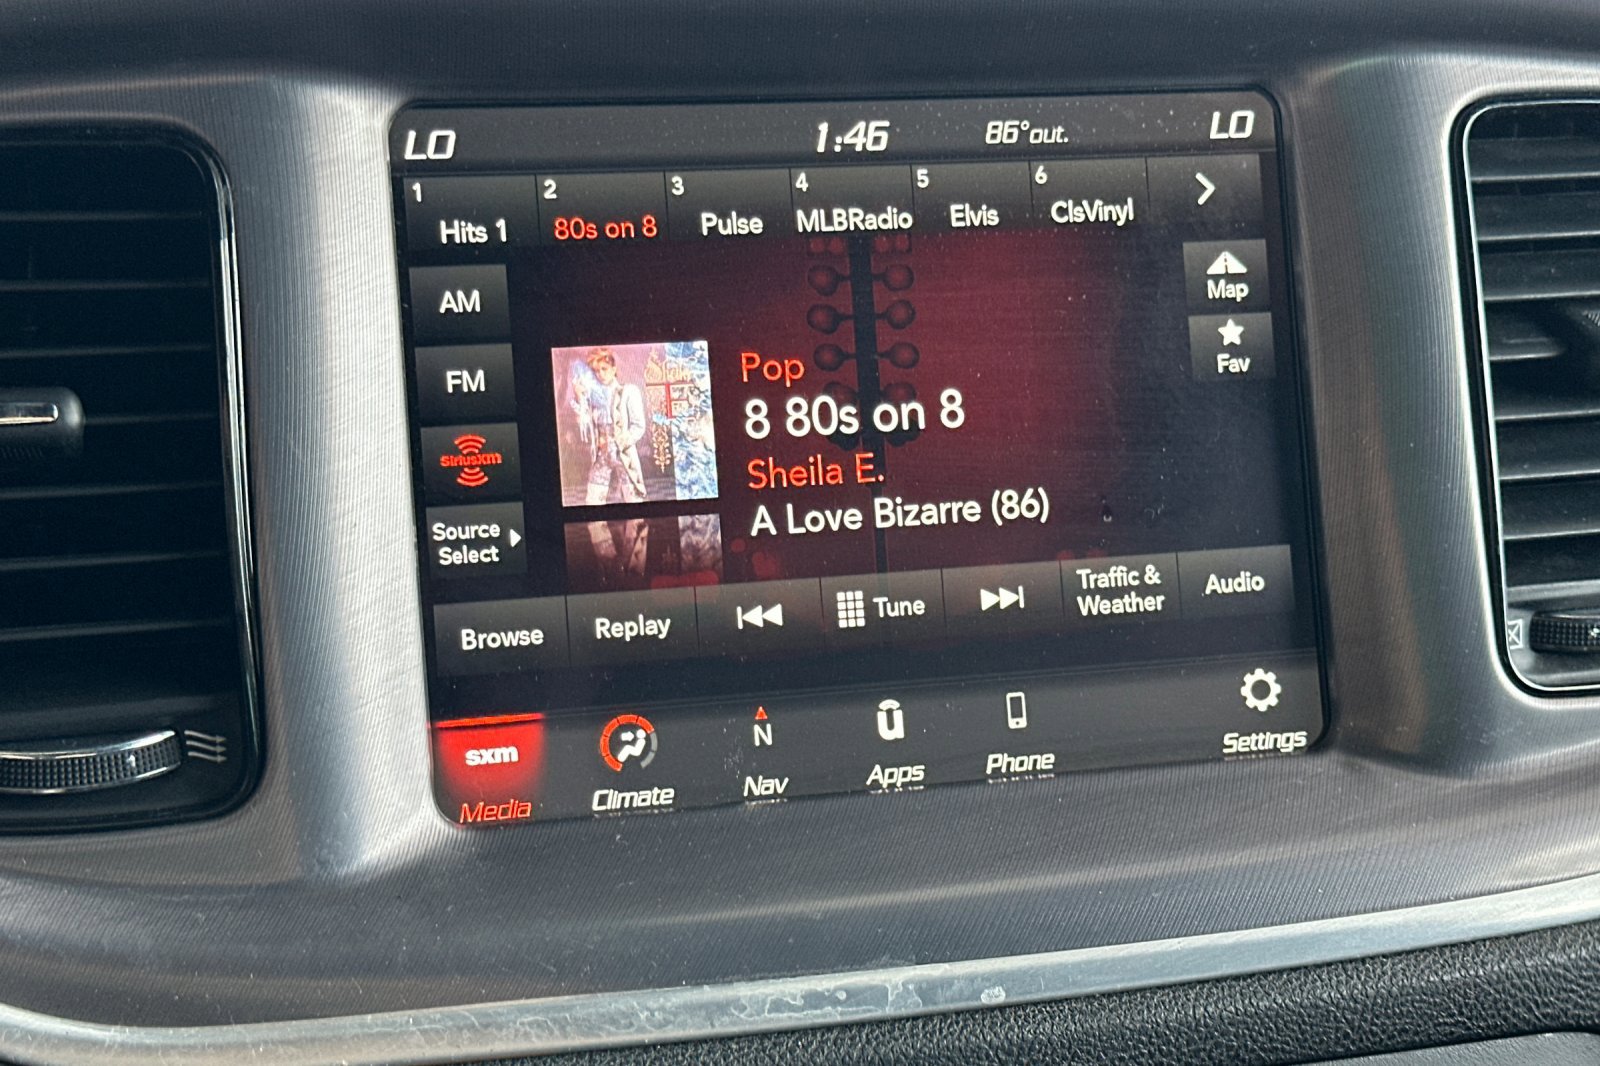 LO 1:46 86°out. LO
1 2 3 4 5 6
Hits 1 80s on 8 Pulse MLBRadio Elvis ClsVinyl
AM
FM
SiriusXM
Source
Select
Map
Fav
Pop
8 80s on 8
Sheila E.
A Love Bizarre (86)
Browse Replay Tune
Traffic &
Weather
Audio
sxm
Media
Climate
N
Nav
u
Apps
Phone
Settings